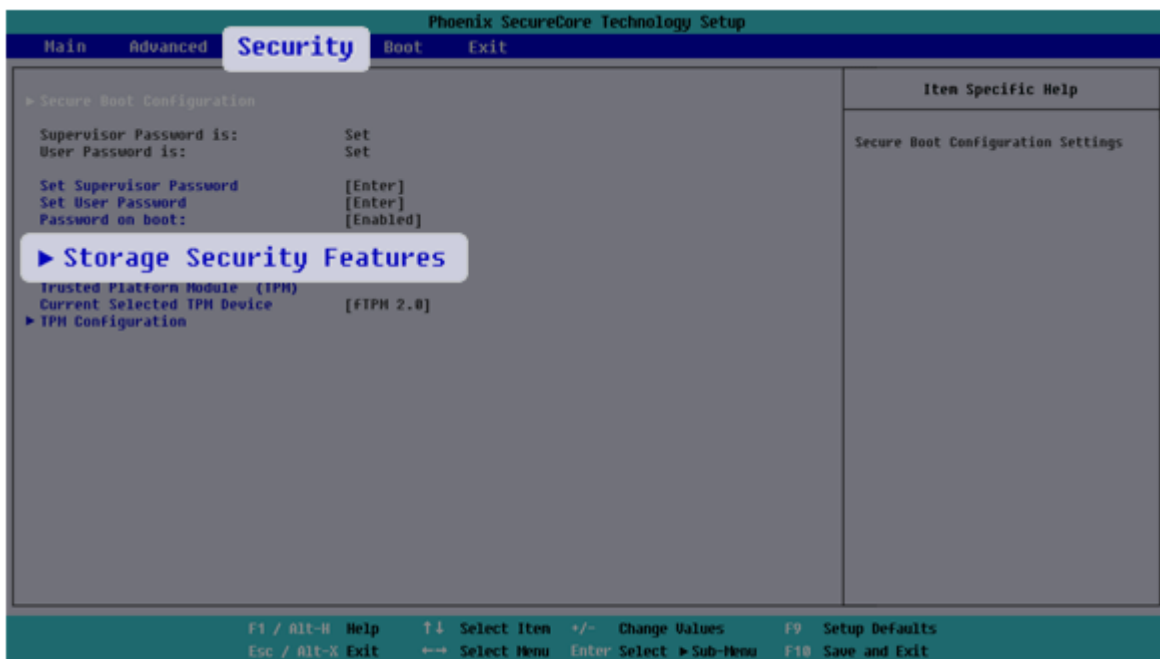 Phoenix SecureCore Technology Setup
Main Advanced Security Boot Exit
▶ Secure Boot Configuration
Supervisor Password is: Set
User Password is: Set
Set Supervisor Password [Enter]
Set User Password [Enter]
Password on boot: [Enabled]
▶ Storage Security Features
Trusted Platform Module (TPM)
Current Selected TPM Device [fTPM 2.0]
▶ TPM Configuration
Item Specific Help
Secure Boot Configuration Settings
F1 / Alt-H Help ↑↓ Select Item +/- Change Values F9 Setup Defaults
Esc / Alt-X Exit ←→ Select Menu Enter Select ▶ Sub-Menu F10 Save and Exit